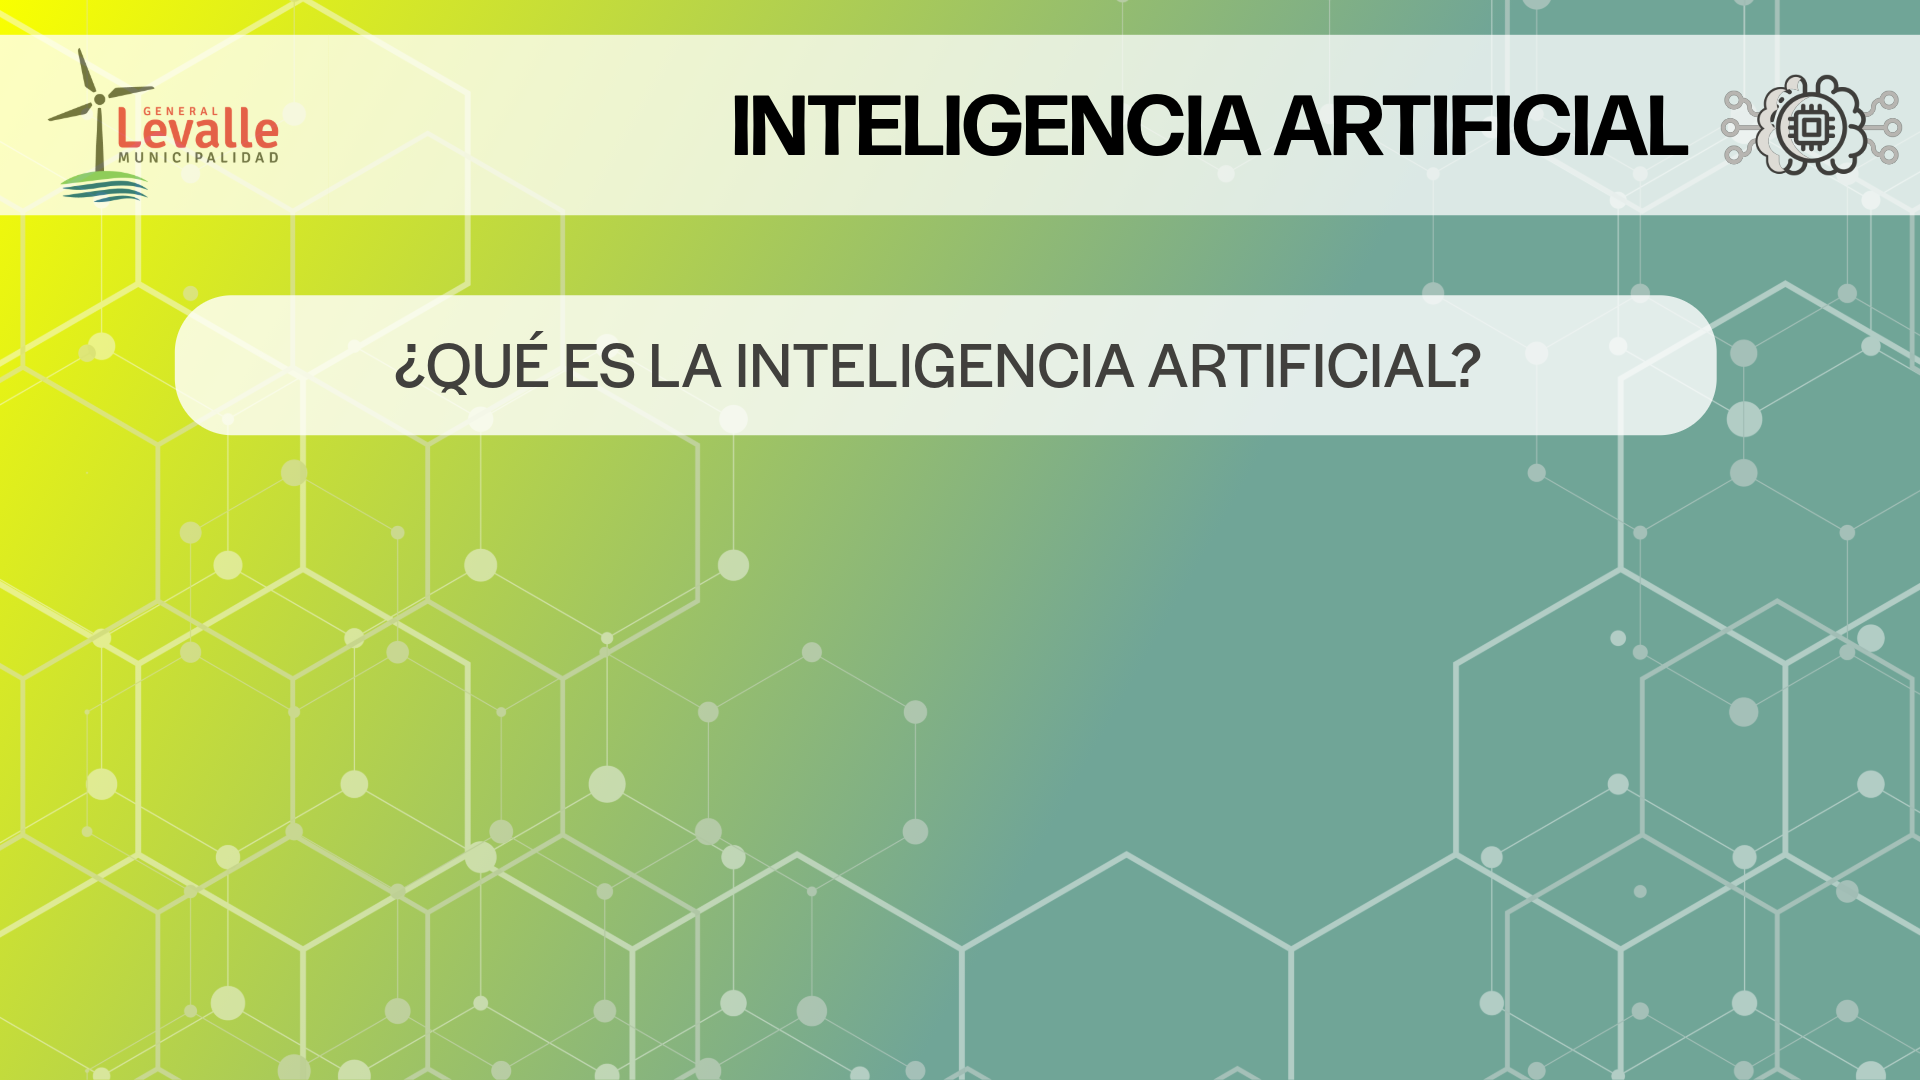 GENERAL
Levalle
MUNICIPALIDAD
INTELIGENCIA ARTIFICIAL
¿QUÉ ES LA INTELIGENCIA ARTIFICIAL?